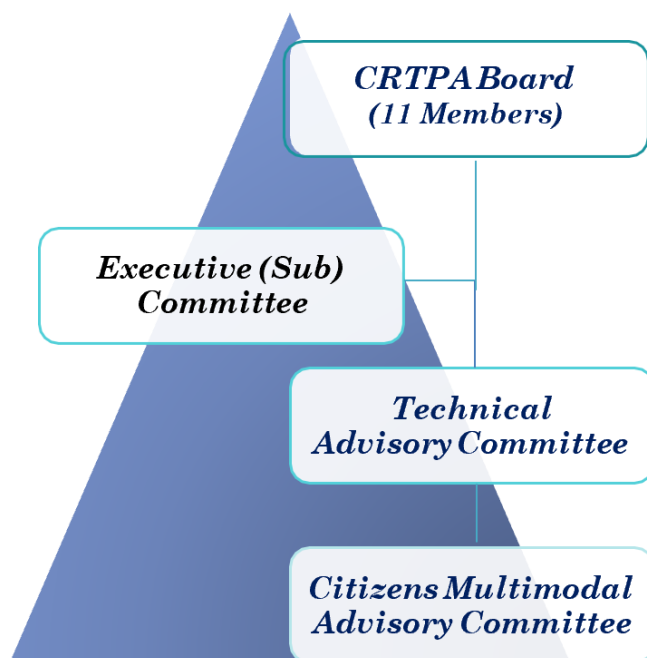 CRTPA Board
(11 Members)
Executive (Sub)
Committee
Technical
Advisory Committee
Citizens Multimodal
Advisory Committee